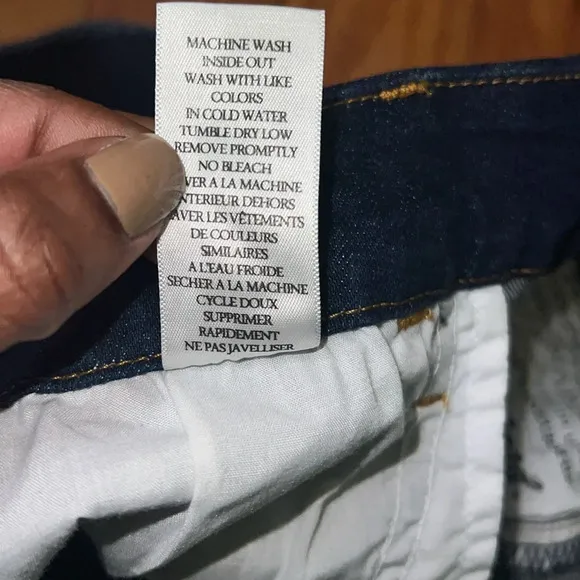 MACHINE WASH
INSIDE OUT
WASH WITH LIKE
COLORS
IN COLD WATER
TUMBLE DRY LOW
REMOVE PROMPTLY
NO BLEACH
VER A LA MACHINE
NTERIEUR DEHORS
AVER LES VÊTEMENTS
DE COULEURS
SIMILAIRES
A L'EAU FROIDE
SECHER A LA MACHINE
CYCLE DOUX
SUPPRIMER
RAPIDEMENT
NE PAS JAVELLISER